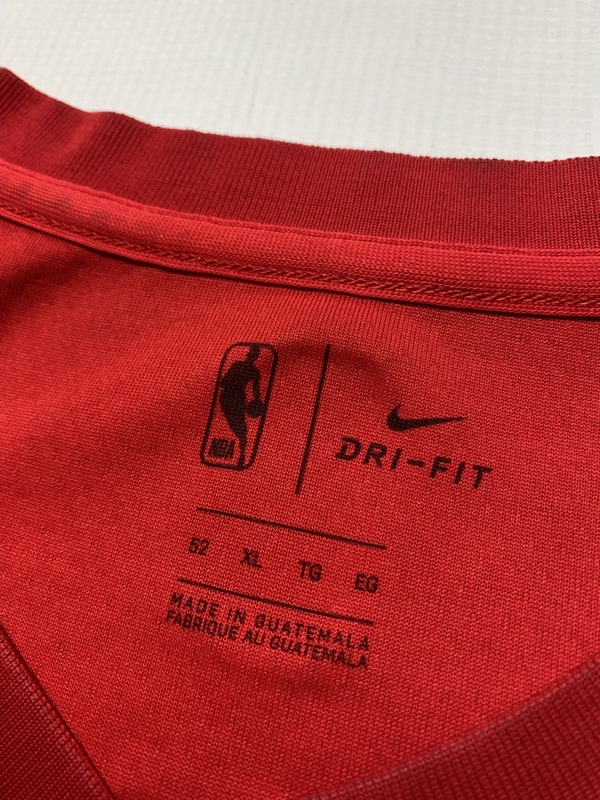 NBA
DRI-FIT
52 XL TG EG
MADE IN GUATEMALA
FABRIQUE AU GUATEMALA